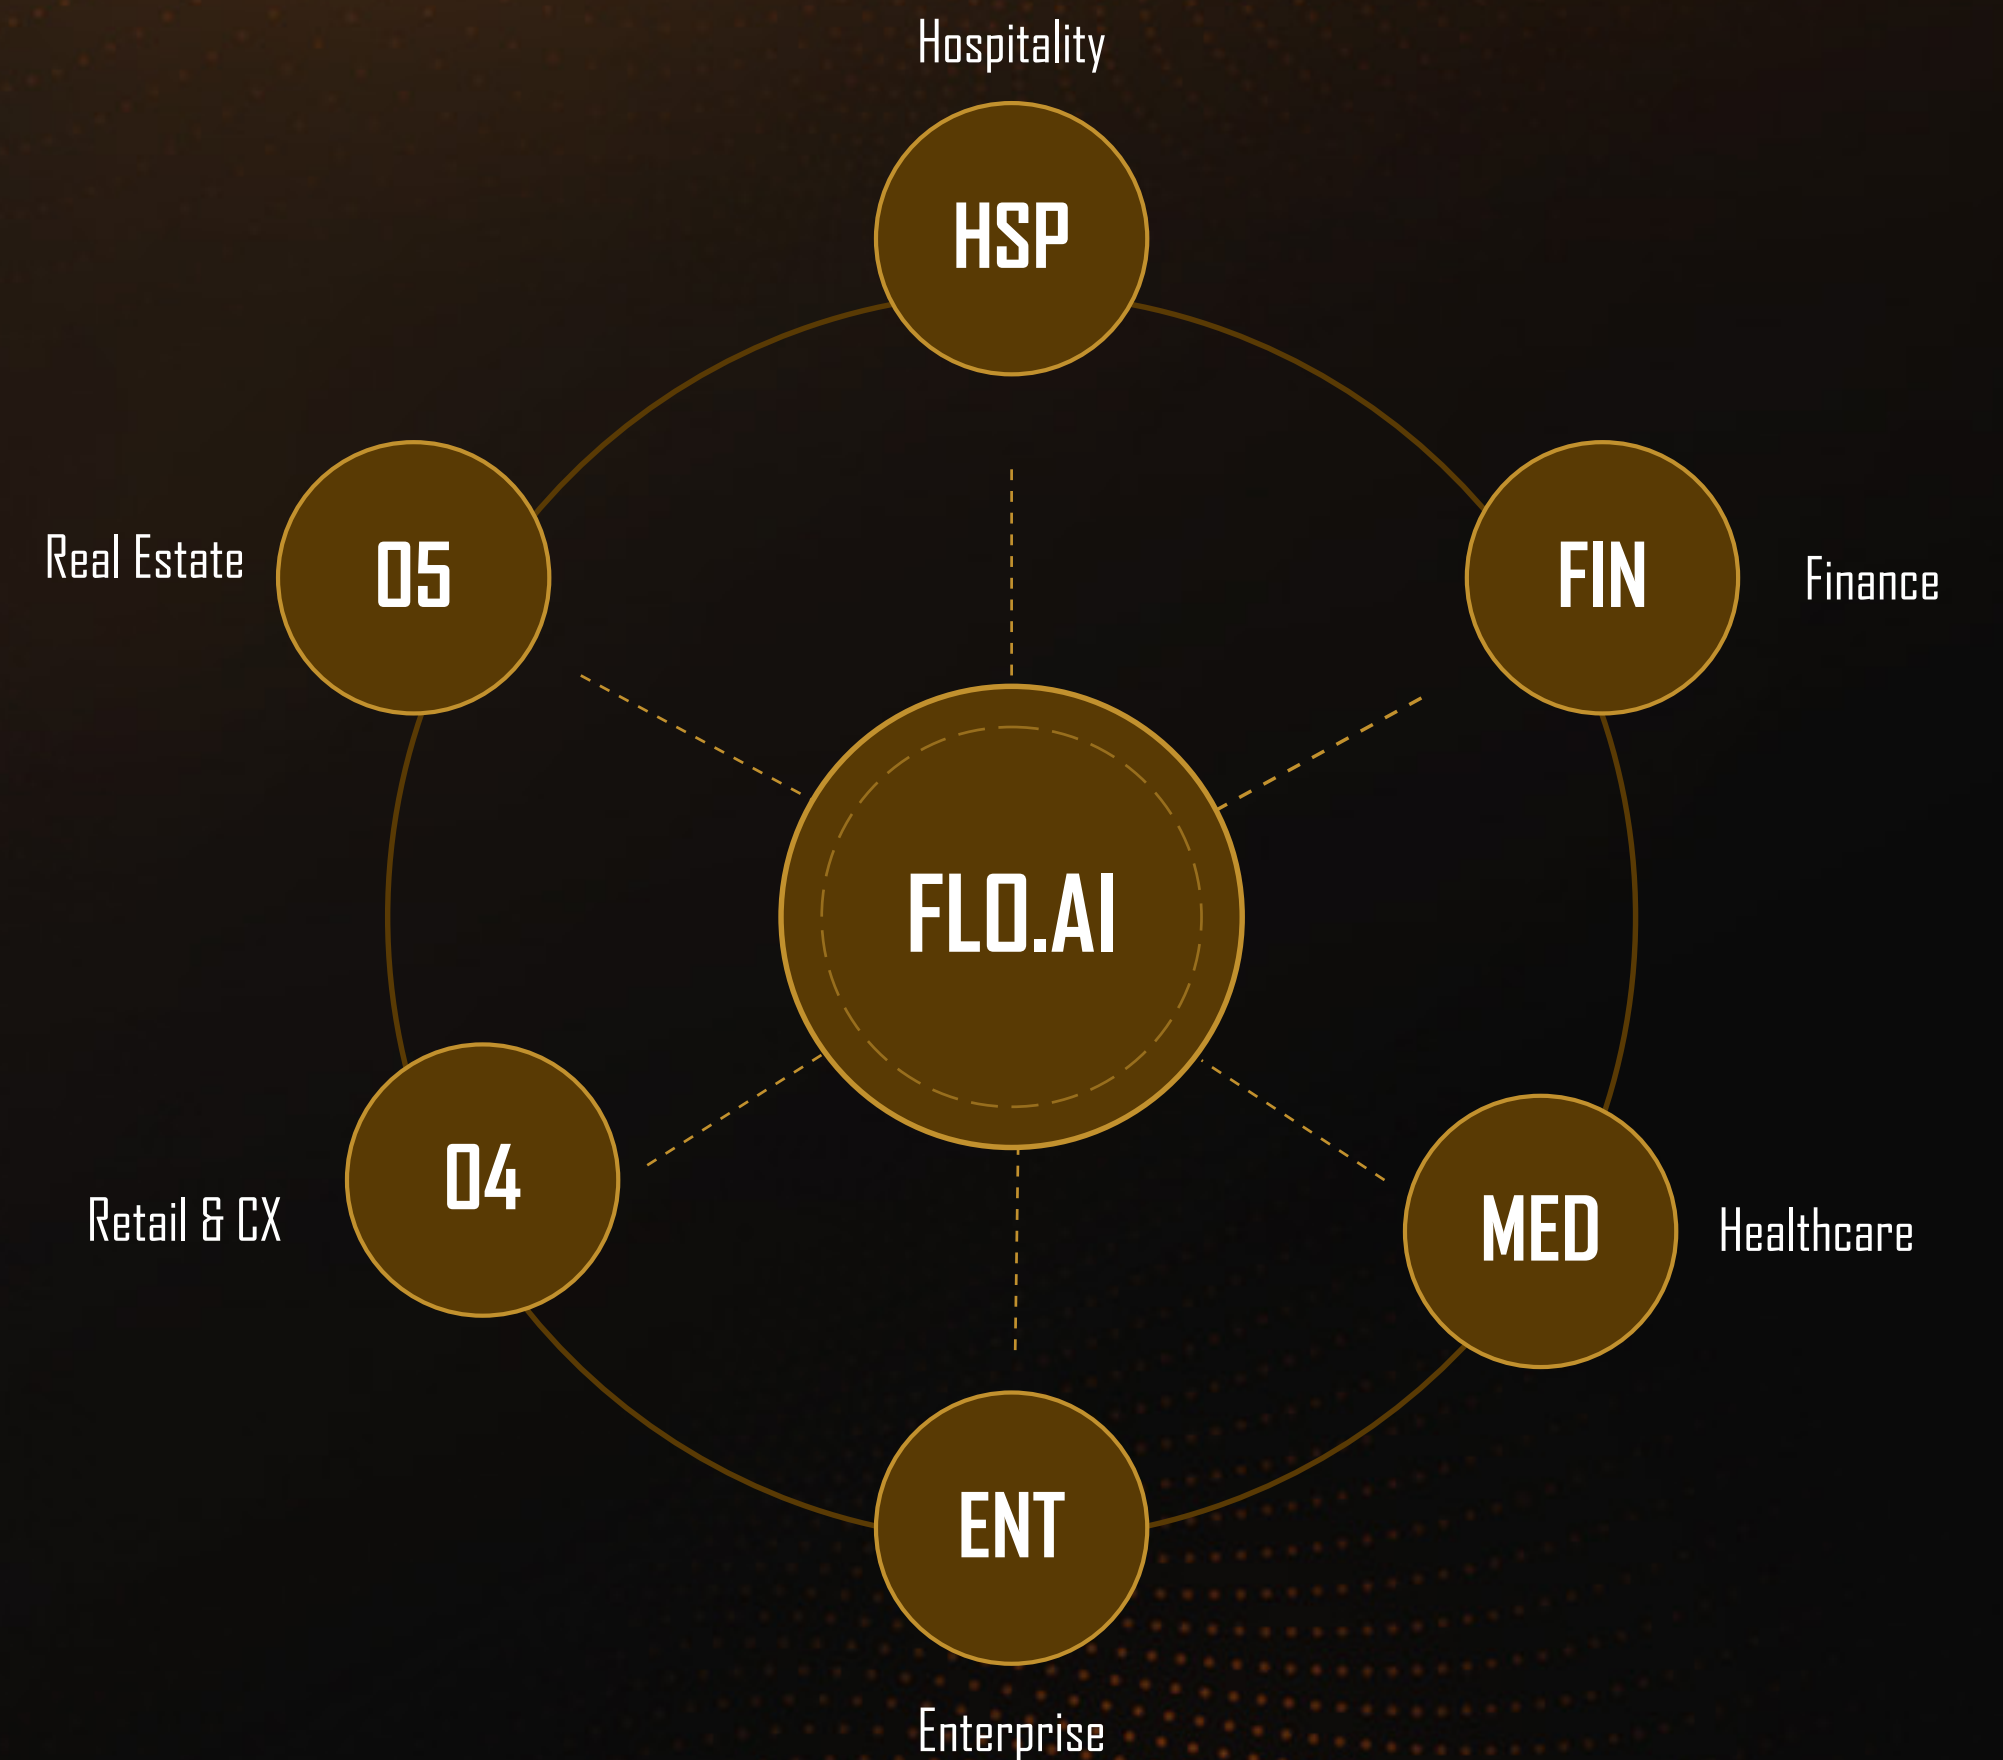 Hospitality
HSP
05
Real Estate
FIN
Finance
FLO.AI
04
Retail & CX
MED
Healthcare
ENT
Enterprise